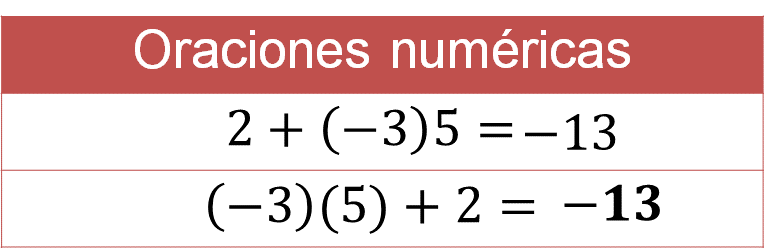 Oraciones numéricas
2 + (−3)5 = −13
(−3)(5) + 2 = −13